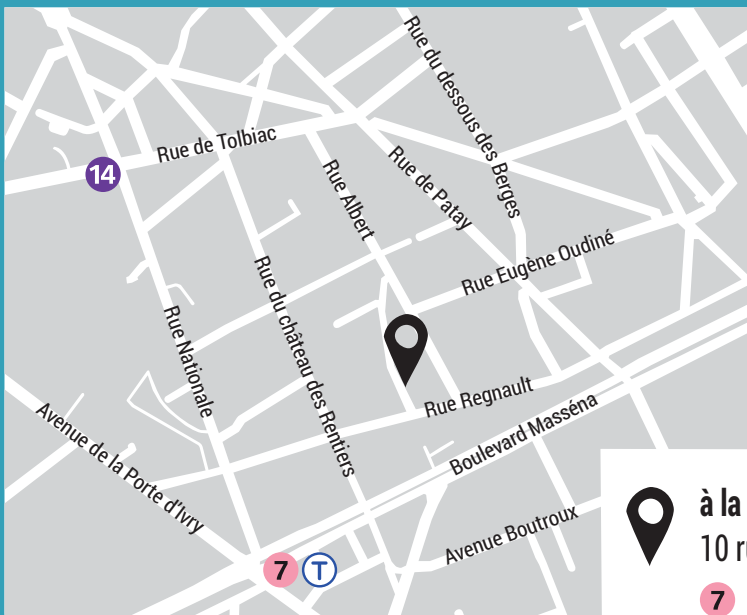 Rue du dessous des Berges
Rue de Tolbiac
14
Rue de Patay
Rue Albert
Rue Eugène Oudiné
Rue du château des Rentiers
Rue Nationale
Rue Regnault
Boulevard Masséna
Avenue de la Porte d'Ivry
Avenue Boutroux
7 T
à la
10
7